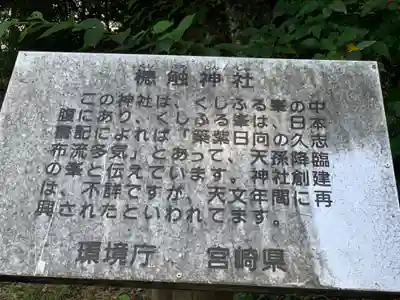 槵触神社
この神社は、くしふる峯の中
腹にあり、くしふる峯は、日本
書記によれば「筑紫日向の久志
布流多気」とあって、天孫降臨
の峯と伝えています。神社創建
は、不詳ですが、天文年間に再
興されたといわれてます。
環境庁 宮崎県